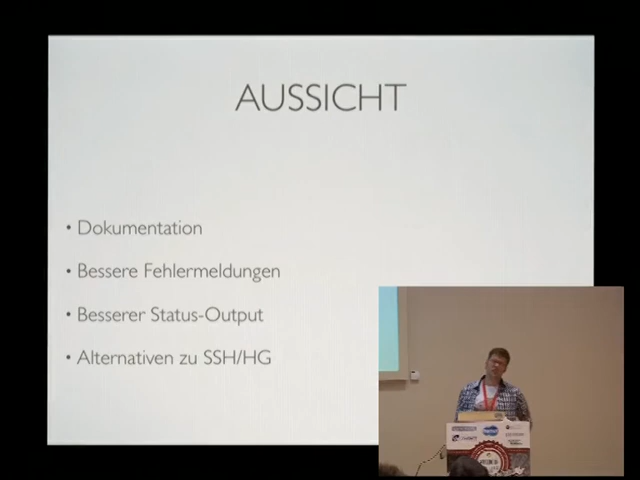 AUSSICHT
• Dokumentation
• Bessere Fehlermeldungen
• Besserer Status-Output
• Alternativen zu SSH/HG